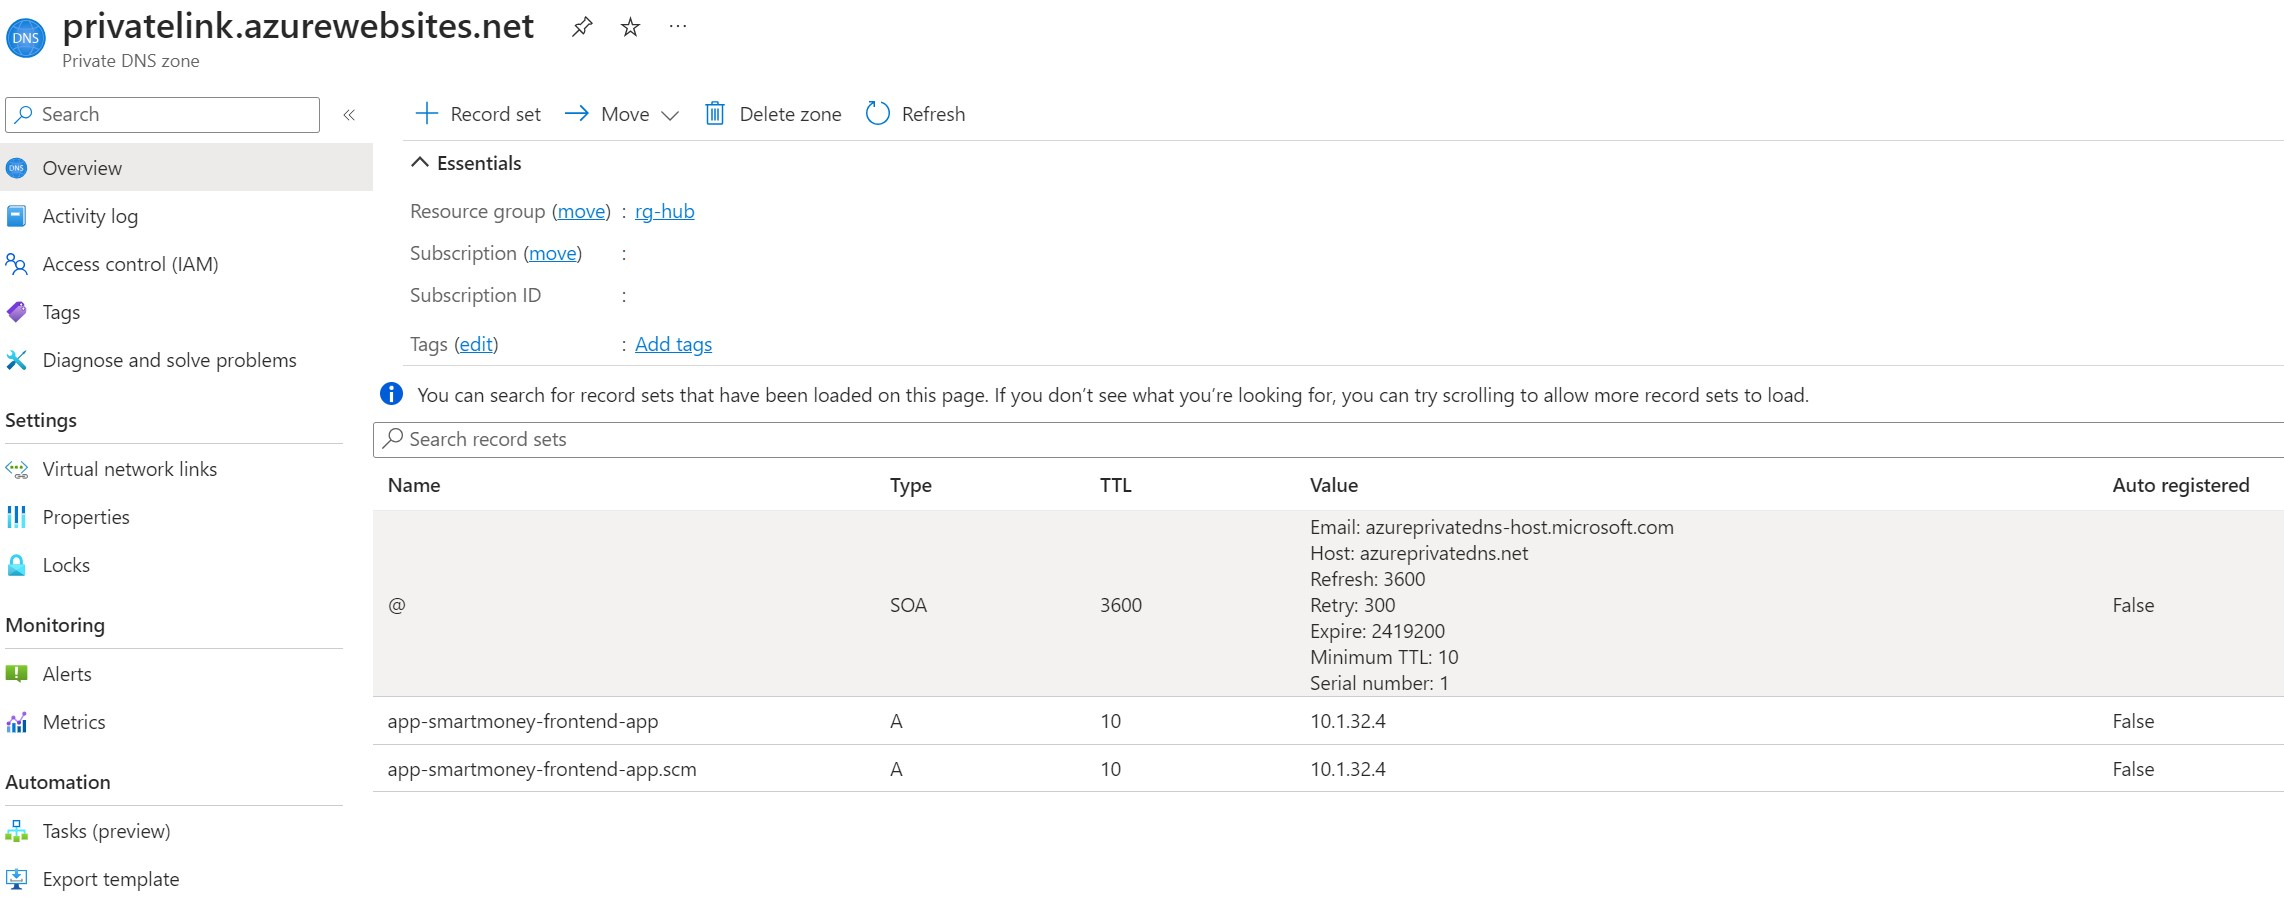 DNS
privatelink.azurewebsites.net
Private DNS zone
Search
«
Record set
Move
Delete zone
Refresh
Overview
Activity log
Access control (IAM)
Tags
Diagnose and solve problems
Settings
Virtual network links
Properties
Locks
Monitoring
Alerts
Metrics
Automation
Tasks (preview)
Export template
Essentials
Resource group (move) : rg-hub
Subscription (move) :
Subscription ID :
Tags (edit) : Add tags
You can search for record sets that have been loaded on this page. If you don’t see what you’re looking for, you can try scrolling to allow more record sets to load.
Search record sets
Name Type TTL Value Auto registered
@ SOA 3600
Email: azureprivatedns-host.microsoft.com
Host: azureprivatedns.net
Refresh: 3600
Retry: 300
Expire: 2419200
Minimum TTL: 10
Serial number: 1
False
app-smartmoney-frontend-app A 10 10.1.32.4 False
app-smartmoney-frontend-app.scm A 10 10.1.32.4 False